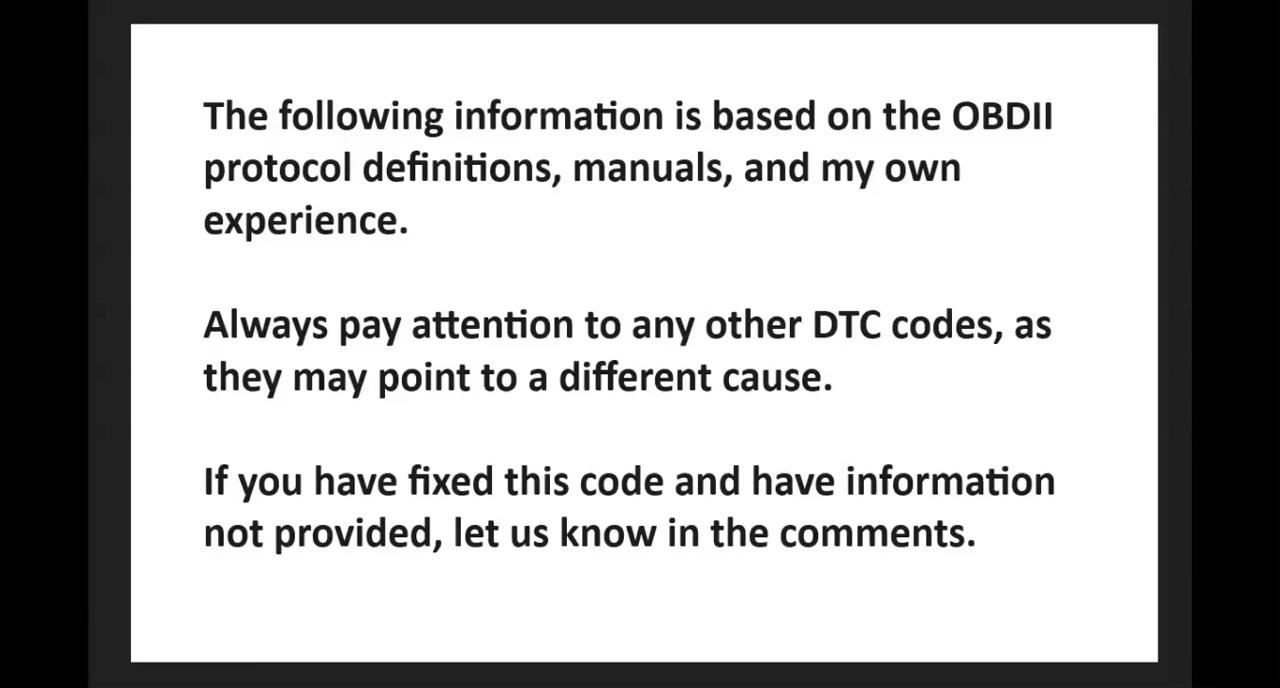 The following information is based on the OBDII
protocol definitions, manuals, and my own
experience.
Always pay attention to any other DTC codes, as
they may point to a different cause.
If you have fixed this code and have information
not provided, let us know in the comments.